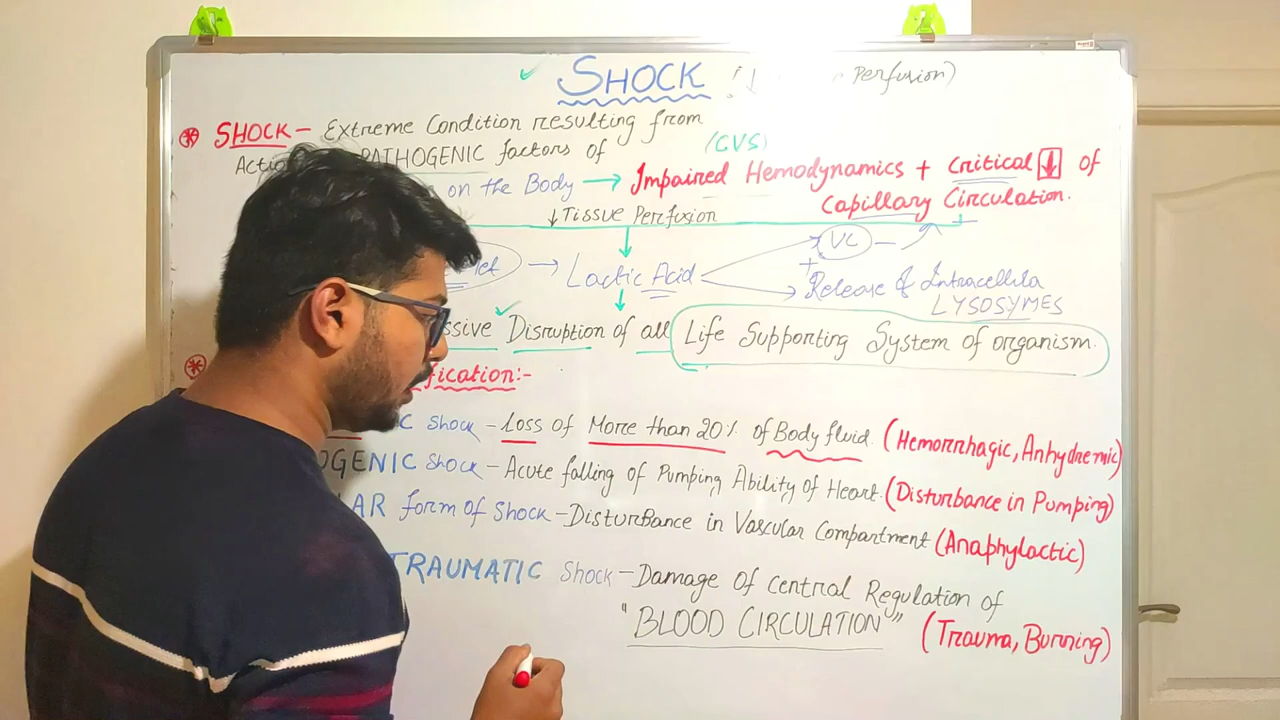 SHOCK (↓ Perfusion)
* SHOCK - Extreme Condition resulting from
PATHOGENIC factors of
on the Body → Impaired Hemodynamics (CVS) + critical ↓ of
Capillary Circulation.
↓Tissue Perfusion
→ Lactic Acid
VC
+
Release of Intracellula
LYSOSYMES
ssive Disruption of all Life Supporting System of organism.
* fication:-
C Shock - Loss of More than 20% of Body fluid. (Hemorrhagic, Anhydremic)
OGENIC Shock - Acute falling of Pumping Ability of Heart. (Disturbance in Pumping)
LAR form of Shock - Disturbance in Vascular Compartment (Anaphylactic)
TRAUMATIC Shock - Damage of central Regulation of
"BLOOD CIRCULATION" (Trauma, Burning)